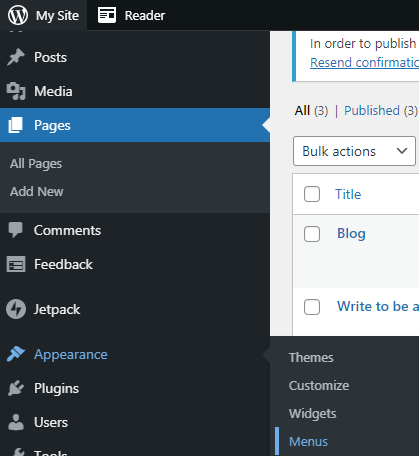 My Site Reader
Posts
Media
Pages
All Pages
Add New
Comments
Feedback
Jetpack
Appearance
Plugins
Users
Tools
In order to publish
Resend confirmatio
All (3) | Published (3)
Bulk actions
Title
Blog
Write to be a
Themes
Customize
Widgets
Menus